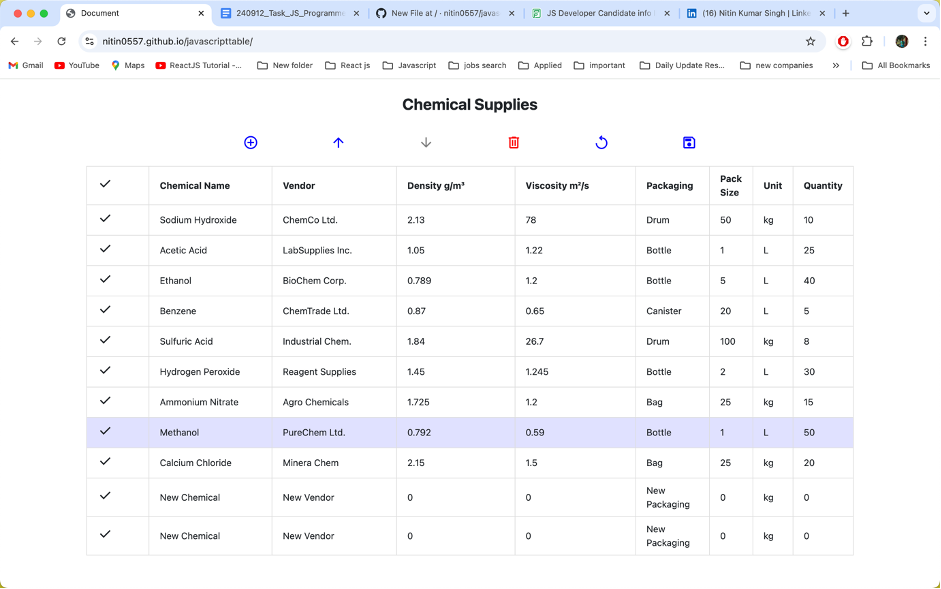 Document
240912_Task_JS_Programme
New File at / · nitin0557/javas
JS Developer Candidate info
(16) Nitin Kumar Singh | Linke
nitin0557.github.io/javascripttable/
Gmail
YouTube
Maps
ReactJS Tutorial -...
New folder
React js
Javascript
jobs search
Applied
important
Daily Update Res...
new companies
All Bookmarks
Chemical Supplies
Chemical Name Vendor Density g/m³ Viscosity m²/s Packaging Pack Size Unit Quantity
Sodium Hydroxide ChemCo Ltd. 2.13 78 Drum 50 kg 10
Acetic Acid LabSupplies Inc. 1.05 1.22 Bottle 1 L 25
Ethanol BioChem Corp. 0.789 1.2 Bottle 5 L 40
Benzene ChemTrade Ltd. 0.87 0.65 Canister 20 L 5
Sulfuric Acid Industrial Chem. 1.84 26.7 Drum 100 kg 8
Hydrogen Peroxide Reagent Supplies 1.45 1.245 Bottle 2 L 30
Ammonium Nitrate Agro Chemicals 1.725 1.2 Bag 25 kg 15
Methanol PureChem Ltd. 0.792 0.59 Bottle 1 L 50
Calcium Chloride Minera Chem 2.15 1.5 Bag 25 kg 20
New Chemical New Vendor 0 0 New Packaging 0 kg 0
New Chemical New Vendor 0 0 New Packaging 0 kg 0